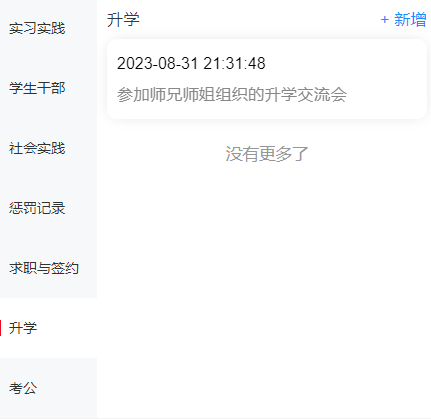 实习实践
学生干部
社会实践
惩罚记录
求职与签约
升学
考公
升学
+ 新增
2023-08-31 21:31:48
参加师兄师姐组织的升学交流会
没有更多了